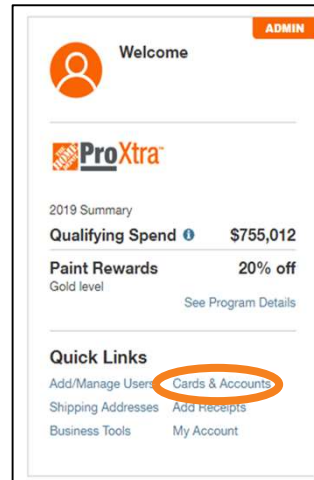 ADMIN
Welcome
THE HOME DEPOT ProXtra™
2019 Summary
Qualifying Spend i $755,012
Paint Rewards 20% off
Gold level
See Program Details
Quick Links
Add/Manage Users Cards & Accounts
Shipping Addresses Add Receipts
Business Tools My Account